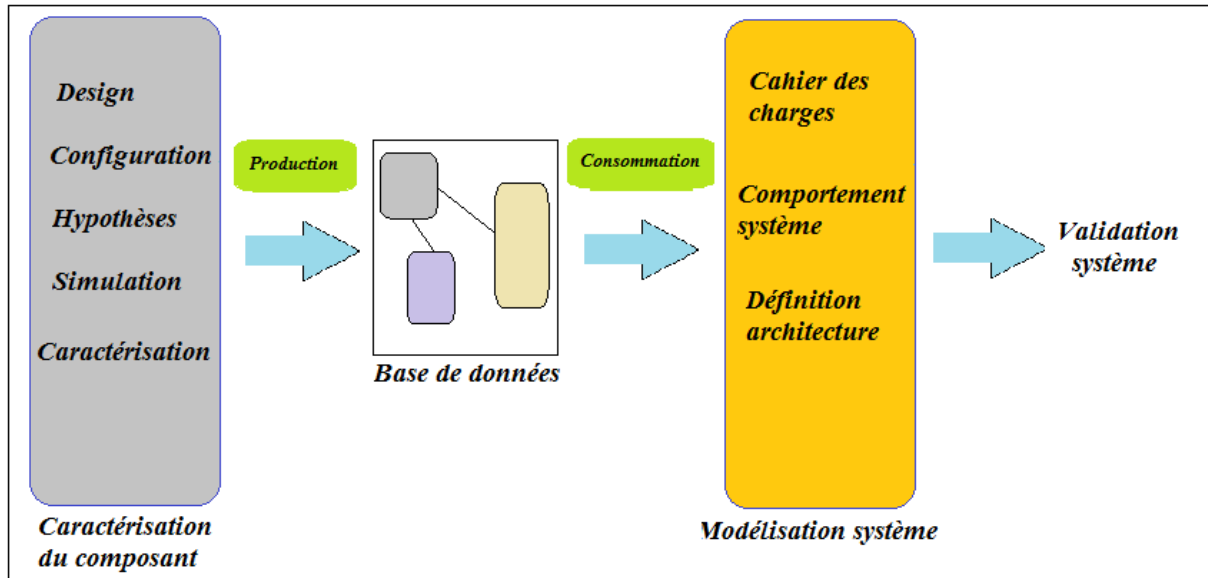 Design
Configuration
Hypothèses
Simulation
Caractérisation
Caractérisation
du composant
Production
Base de données
Consommation
Cahier des
charges
Comportement
système
Définition
architecture
Modélisation système
Validation
système